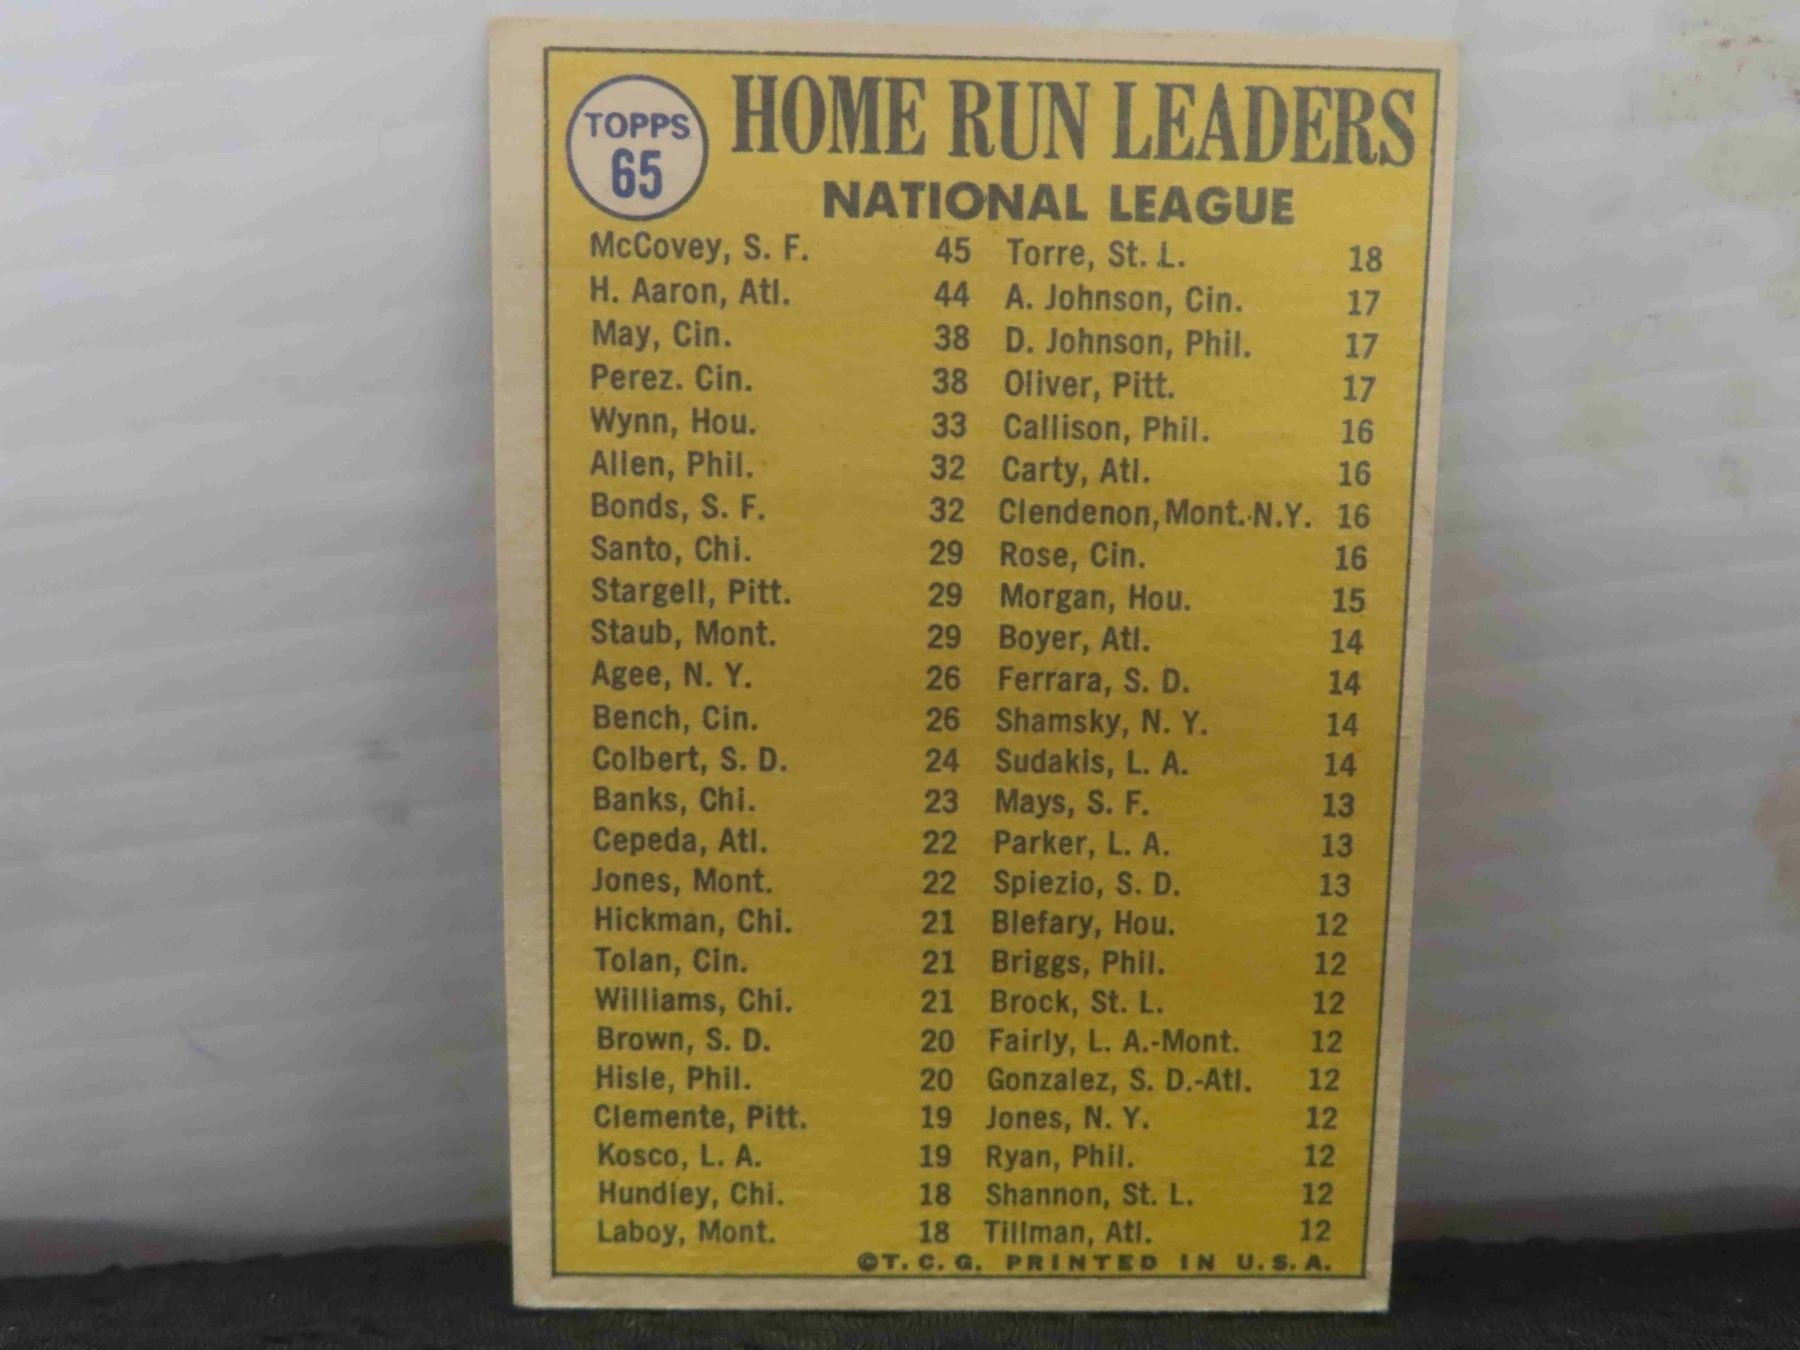 TOPPS
65
HOME RUN LEADERS
NATIONAL LEAGUE
McCovey, S. F. 45
H. Aaron, Atl. 44
May, Cin. 38
Perez. Cin. 38
Wynn, Hou. 33
Allen, Phil. 32
Bonds, S. F. 32
Santo, Chi. 29
Stargell, Pitt. 29
Staub, Mont. 29
Agee, N. Y. 26
Bench, Cin. 26
Colbert, S. D. 24
Banks, Chi. 23
Cepeda, Atl. 22
Jones, Mont. 22
Hickman, Chi. 21
Tolan, Cin. 21
Williams, Chi. 21
Brown, S. D. 20
Hisle, Phil. 20
Clemente, Pitt. 19
Kosco, L. A. 19
Hundley, Chi. 18
Laboy, Mont. 18
Torre, St. L. 18
A. Johnson, Cin. 17
D. Johnson, Phil. 17
Oliver, Pitt. 17
Callison, Phil. 16
Carty, Atl. 16
Clendenon, Mont.-N.Y. 16
Rose, Cin. 16
Morgan, Hou. 15
Boyer, Atl. 14
Ferrara, S. D. 14
Shamsky, N. Y. 14
Sudakis, L. A. 14
Mays, S. F. 13
Parker, L. A. 13
Spiezio, S. D. 13
Blefary, Hou. 12
Briggs, Phil. 12
Brock, St. L. 12
Fairly, L. A.-Mont. 12
Gonzalez, S. D.-Atl. 12
Jones, N. Y. 12
Ryan, Phil. 12
Shannon, St. L. 12
Tillman, Atl. 12
©T. C. G. PRINTED IN U. S. A.